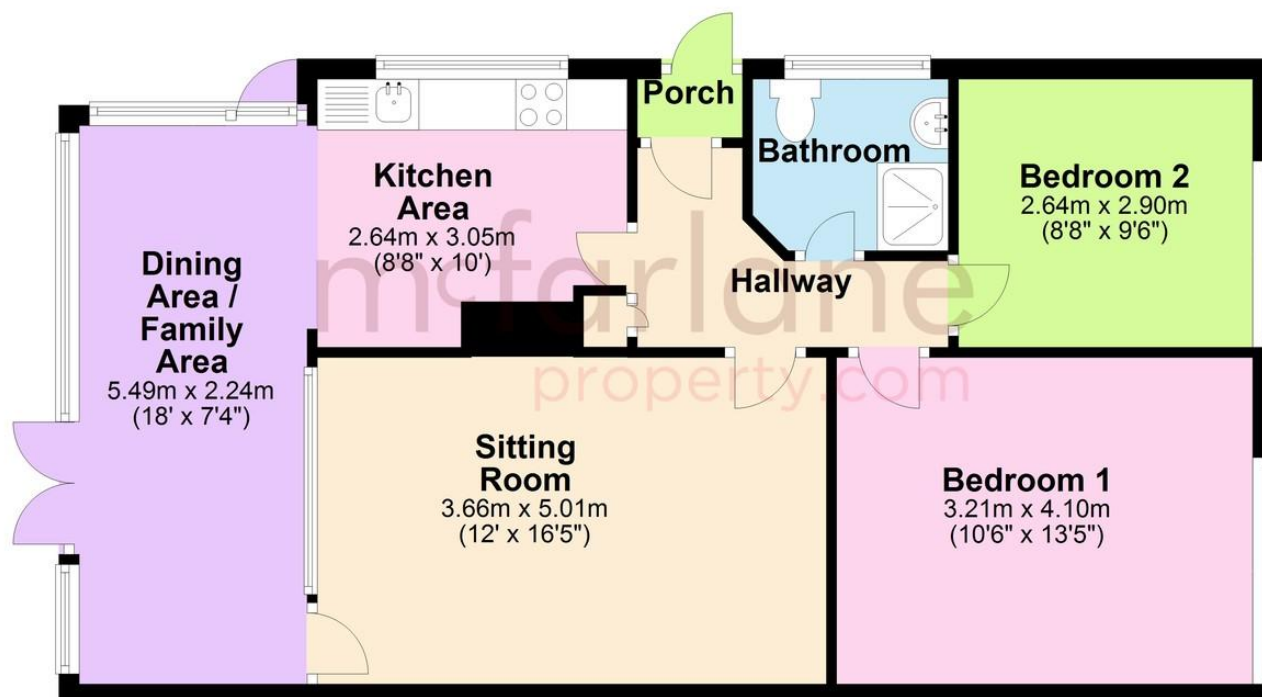 Porch
Bathroom
Kitchen
Area
2.64m x 3.05m
(8'8" x 10')
Bedroom 2
2.64m x 2.90m
(8'8" x 9'6")
Dining
Area /
Family
Area
5.49m x 2.24m
(18' x 7'4")
Hallway
mcfarlane
property.com
Sitting
Room
3.66m x 5.01m
(12' x 16'5")
Bedroom 1
3.21m x 4.10m
(10'6" x 13'5")